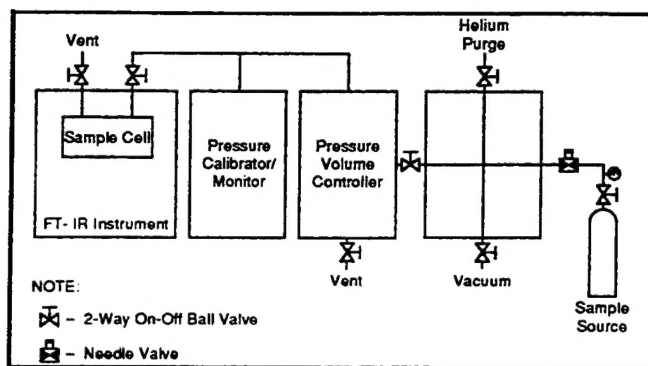 Vent
Helium
Purge
Sample Cell
FT-IR Instrument
Pressure
Calibrator/
Monitor
Pressure
Volume
Controller
Vent
Vacuum
Sample
Source
NOTE:
– 2-Way On-Off Ball Valve
– Needle Valve